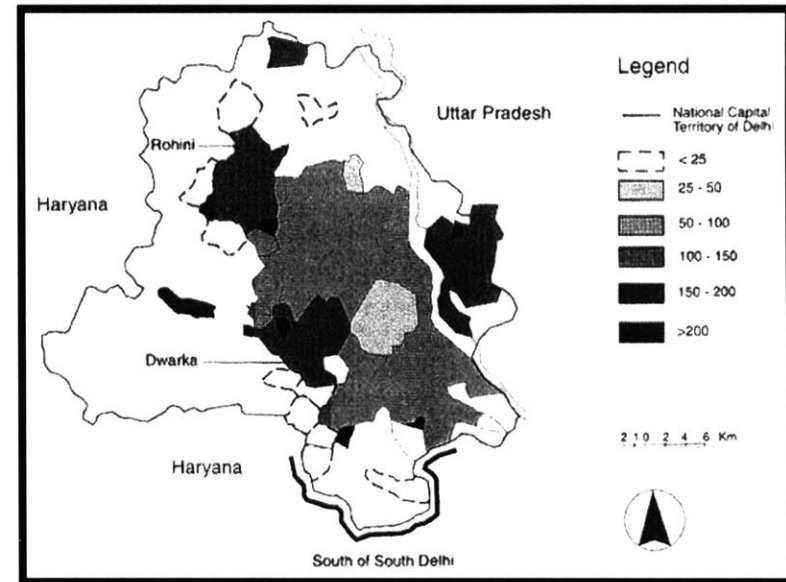 Legend
National Capital
Territory of Delhi
< 25
25 - 50
50 - 100
100 - 150
150 - 200
>200
Uttar Pradesh
Rohini
Haryana
Dwarka
Haryana
South of South Delhi
2 1 0 2 4 6 Km